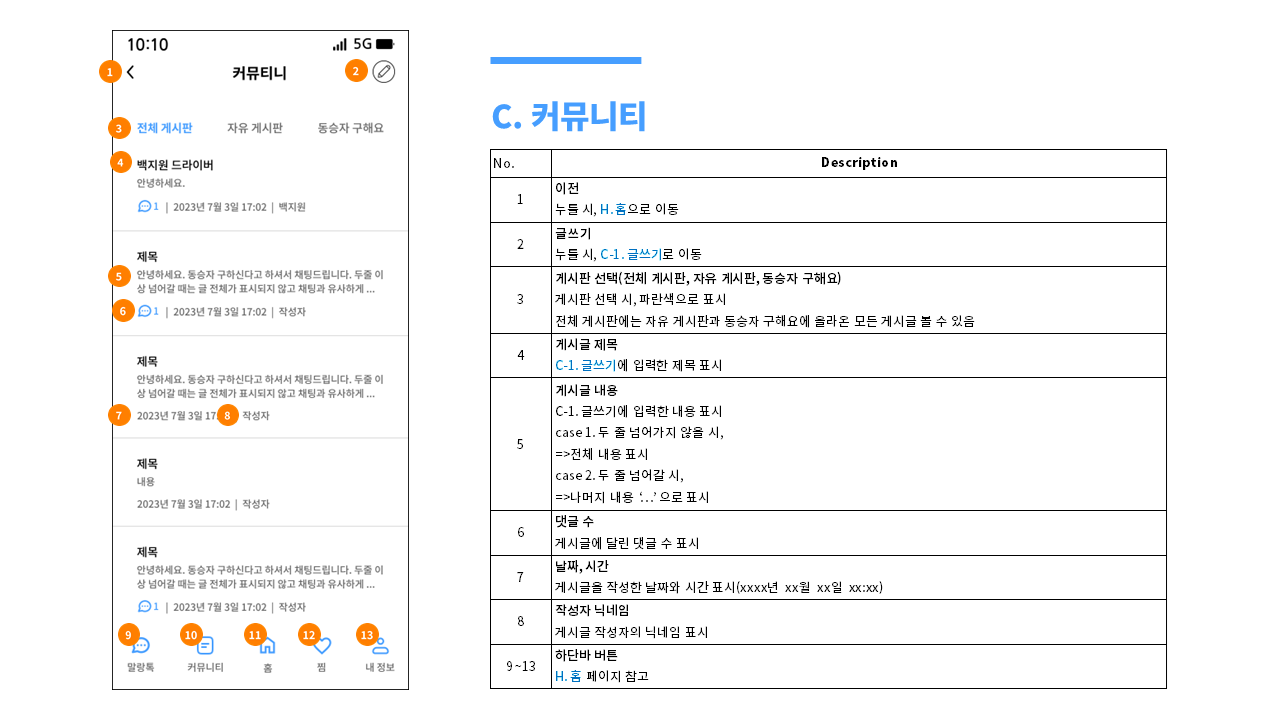 10:10 5G
1 커뮤티니 2
3 전체 게시판 자유 게시판 동승자 구해요
4 백지원 드라이버
안녕하세요.
1 | 2023년 7월 3일 17:02 | 백지원
제목
5 안녕하세요. 동승자 구하신다고 하셔서 채팅드립니다. 두줄 이
상 넘어갈 때는 글 전체가 표시되지 않고 채팅과 유사하게 ...
6 1 | 2023년 7월 3일 17:02 | 작성자
제목
안녕하세요. 동승자 구하신다고 하셔서 채팅드립니다. 두줄 이
상 넘어갈 때는 글 전체가 표시되지 않고 채팅과 유사하게 ...
7 2023년 7월 3일 17: 8 작성자
제목
내용
2023년 7월 3일 17:02 | 작성자
제목
안녕하세요. 동승자 구하신다고 하셔서 채팅드립니다. 두줄 이
상 넘어갈 때는 글 전체가 표시되지 않고 채팅과 유사하게 ...
1 | 2023년 7월 3일 17:02 | 작성자
9 10 11 12 13
말랑톡 커뮤니티 홈 찜 내 정보
C. 커뮤니티
No. Description
1
이전
누를 시, H.홈으로 이동
2
글쓰기
누를 시, C-1. 글쓰기로 이동
3
게시판 선택(전체 게시판, 자유 게시판, 동승자 구해요)
게시판 선택 시, 파란색으로 표시
전체 게시판에는 자유 게시판과 동승자 구해요에 올라온 모든 게시글 볼 수 있음
4
게시글 제목
C-1. 글쓰기에 입력한 제목 표시
5
게시글 내용
C-1. 글쓰기에 입력한 내용 표시
case 1. 두 줄 넘어가지 않을 시,
=>전체 내용 표시
case 2. 두 줄 넘어갈 시,
=>나머지 내용 ‘…’ 으로 표시
6
댓글 수
게시글에 달린 댓글 수 표시
7
날짜, 시간
게시글을 작성한 날짜와 시간 표시(xxxx년 xx월 xx일 xx:xx)
8
작성자 닉네임
게시글 작성자의 닉네임 표시
9~13
하단바 버튼
H. 홈 페이지 참고